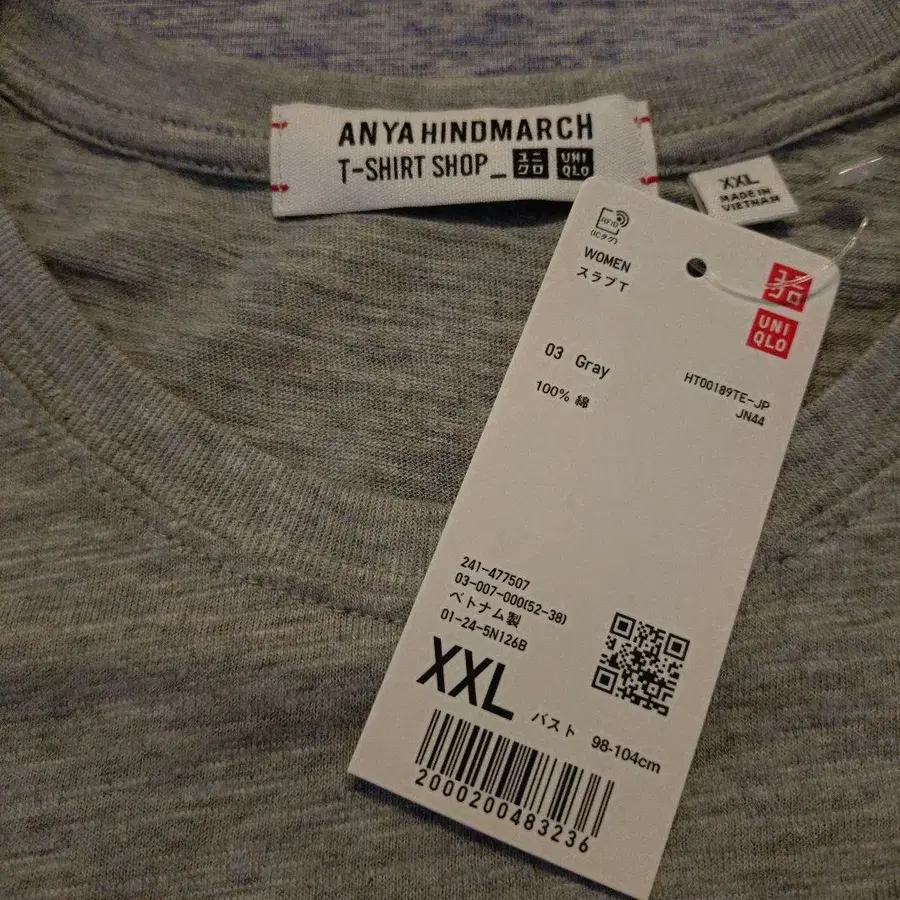 ANYA HINDMARCH
T-SHIRT SHOP_ ユニクロ UNIQLO
XXL
MADE IN
VIETNAM
RFID
(ICタグ)
WOMEN
スラブT
ユニ
クロ
UNI
QLO
03 Gray
HT00189TE-JP
100% 綿
JN44
241-477507
03-007-000(52-38)
ベトナム製
01-24-5N126B
XXL バスト 98-104cm
2000200483236